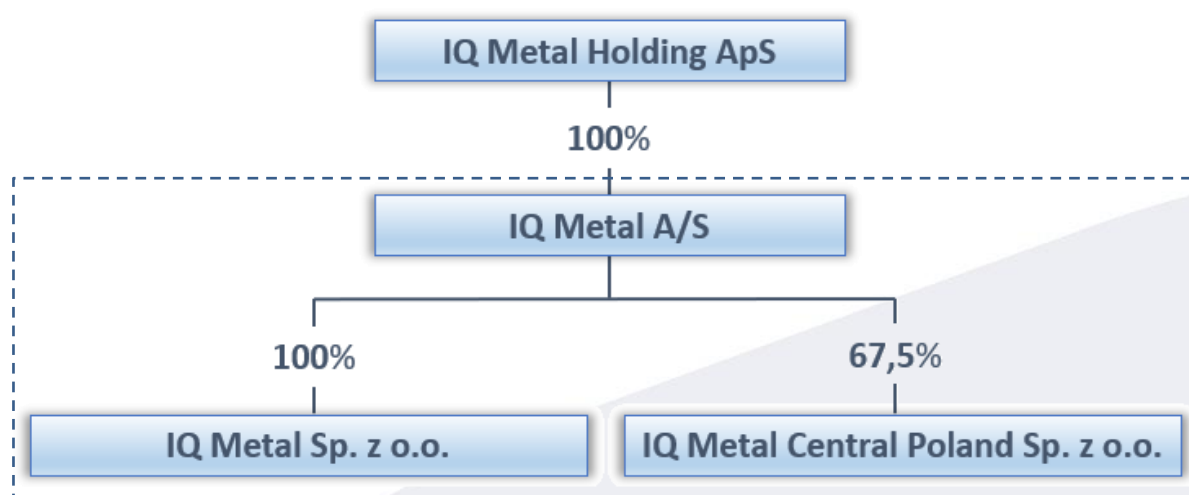 IQ Metal Holding ApS
100%
IQ Metal A/S
100%
67,5%
IQ Metal Sp. z o.o.
IQ Metal Central Poland Sp. z o.o.